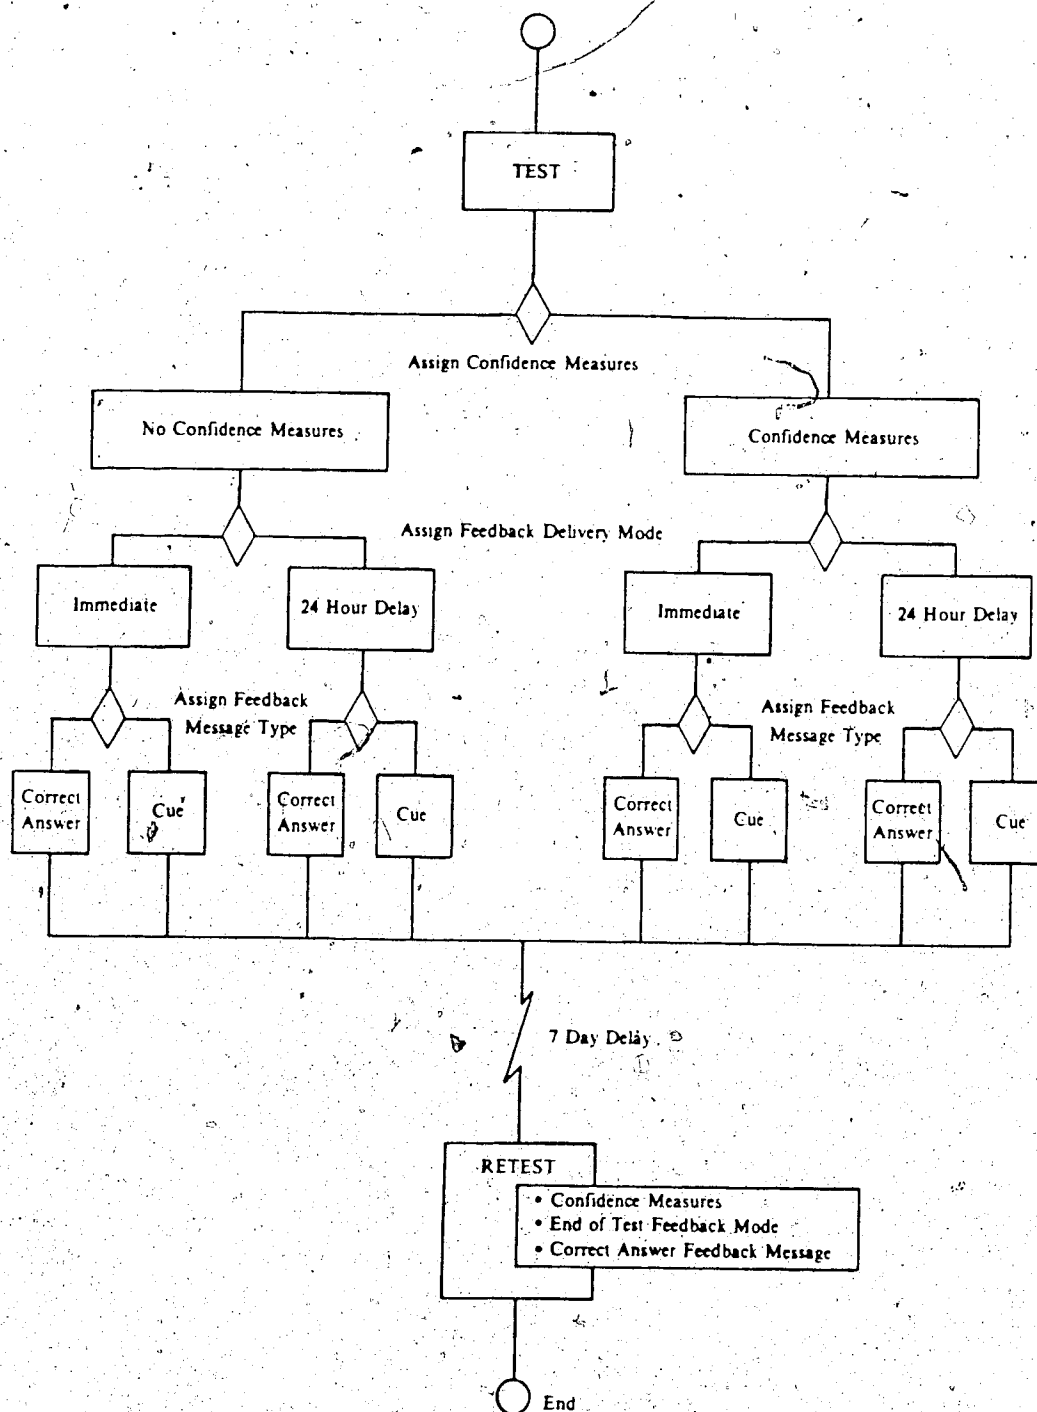 TEST
Assign Confidence Measures
No Confidence Measures
Confidence Measures
Assign Feedback Delivery Mode
Immediate
24 Hour Delay
Immediate
24 Hour Delay
Assign Feedback
Message Type
Assign Feedback
Message Type
Correct
Answer
Cue
Correct
Answer
Cue
Correct
Answer
Cue
Correct
Answer
Cue
7 Day Delay
RETEST
• Confidence Measures
• End of Test Feedback Mode
• Correct Answer Feedback Message
End